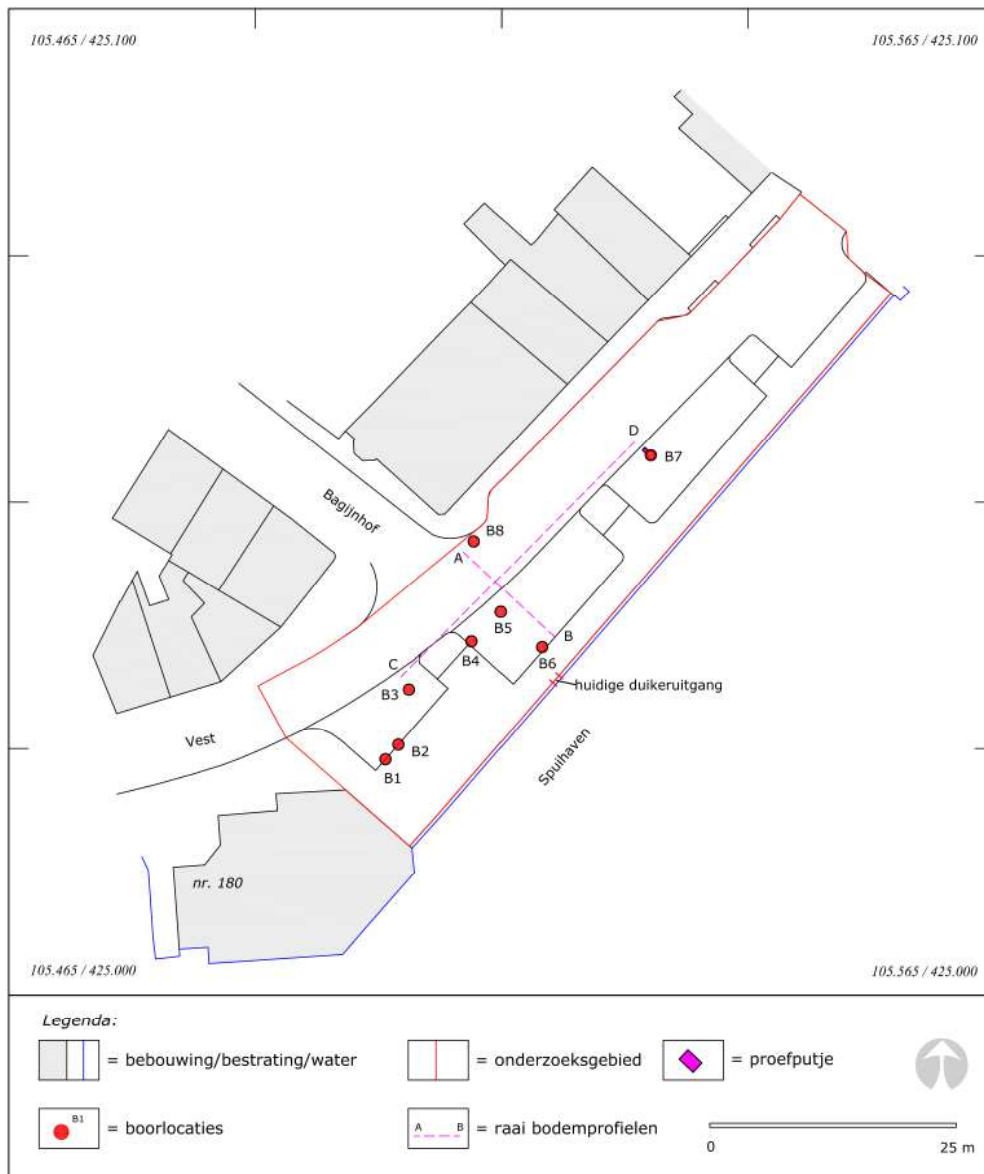 105.465 / 425.100
105.565 / 425.100
D
B7
Bagijnhof
B8
A
B5
B
B4
B6
C
B3
huidige duikeruitgang
Vest
B2
Spuihaven
B1
nr. 180
105.465 / 425.000
105.565 / 425.000
Legenda:
= bebouwing/bestrating/water
= onderzoeksgebied
= proefputje
B1
= boorlocaties
A B
= raai bodemprofielen
0
25 m